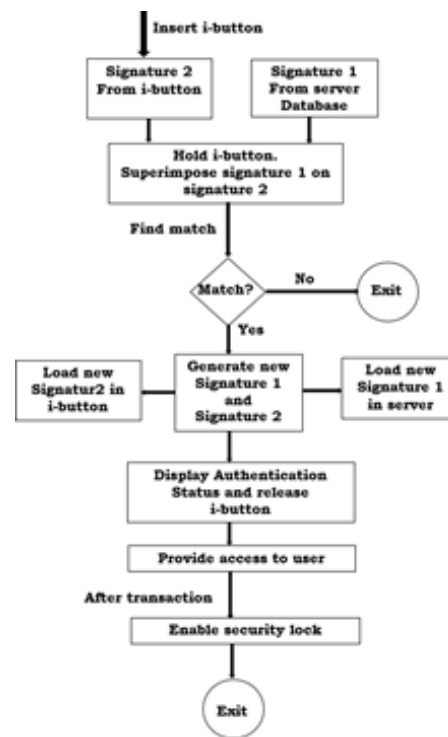 Insert i-button
Signature 2
From i-button
Signature 1
From server
Database
Hold i-button.
Superimpose signature 1 on
signature 2
Find match
Match?
No
Exit
Yes
Load new
Signatur2 in
i-button
Generate new
Signature 1
and
Signature 2
Load new
Signature 1
in server
Display Authentication
Status and release
i-button
Provide access to user
After transaction
Enable security lock
Exit